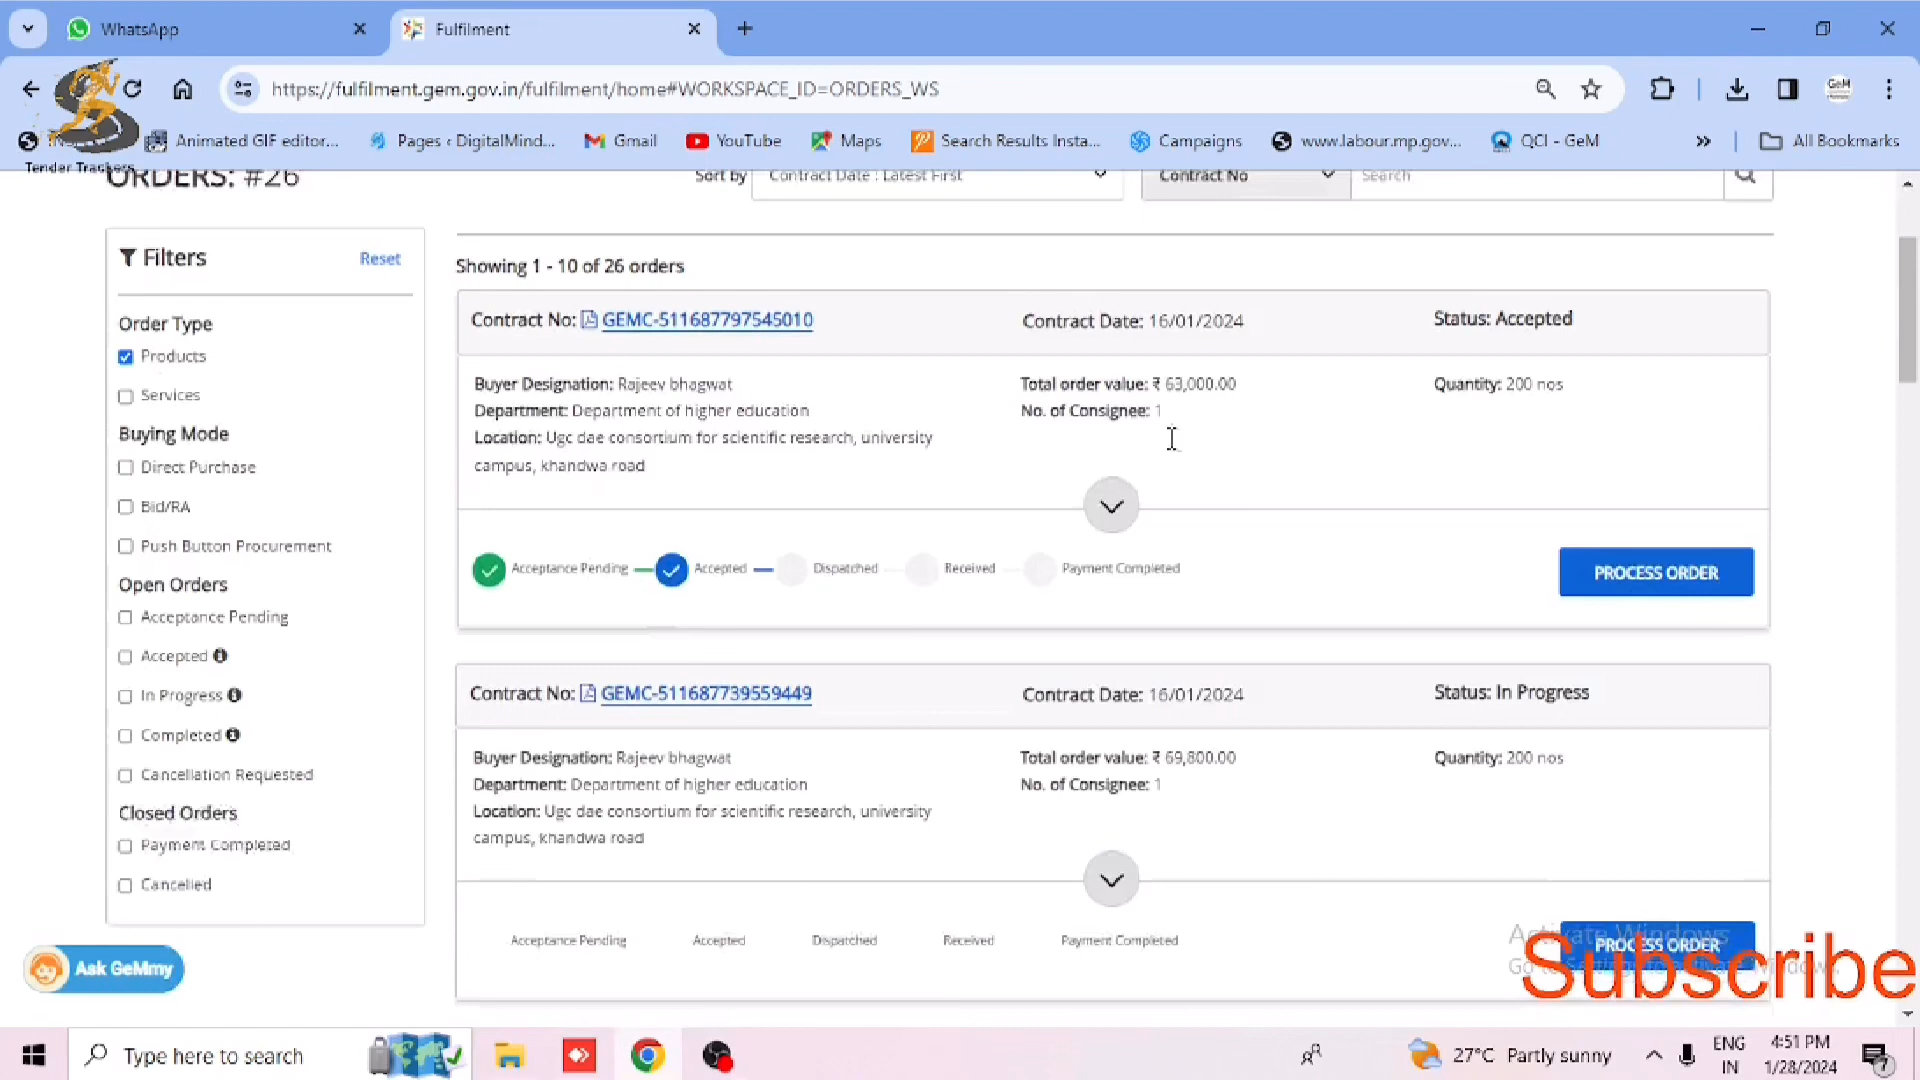 WhatsApp
Fulfilment
https://fulfilment.gem.gov.in/fulfilment/home#WORKSPACE_ID=ORDERS_WS
GeM
Animated GIF editor...
Pages ‹ DigitalMind...
Gmail
YouTube
Maps
Search Results Insta...
Campaigns
www.labour.mp.gov...
QCI - GeM
All Bookmarks
Tender Trackers
ORDERS: #26
Sort by
Contract Date : Latest First
Contract No
Search
Filters
Reset
Order Type
Products
Services
Buying Mode
Direct Purchase
Bid/RA
Push Button Procurement
Open Orders
Acceptance Pending
Accepted
In Progress
Completed
Cancellation Requested
Closed Orders
Payment Completed
Cancelled
Ask GeMmy
Showing 1 - 10 of 26 orders
Contract No: GEMC-511687797545010
Contract Date: 16/01/2024
Status: Accepted
Buyer Designation: Rajeev bhagwat
Total order value: ₹ 63,000.00
Quantity: 200 nos
Department: Department of higher education
No. of Consignee: 1
Location: Ugc dae consortium for scientific research, university
campus, khandwa road
Acceptance Pending
Accepted
Dispatched
Received
Payment Completed
PROCESS ORDER
Contract No: GEMC-511687739559449
Contract Date: 16/01/2024
Status: In Progress
Buyer Designation: Rajeev bhagwat
Total order value: ₹ 69,800.00
Quantity: 200 nos
Department: Department of higher education
No. of Consignee: 1
Location: Ugc dae consortium for scientific research, university
campus, khandwa road
Acceptance Pending
Accepted
Dispatched
Received
Payment Completed
PROCESS ORDER
Activate Windows
Subscribe
Type here to search
27°C Partly sunny
ENG
IN
4:51 PM
1/28/2024
7